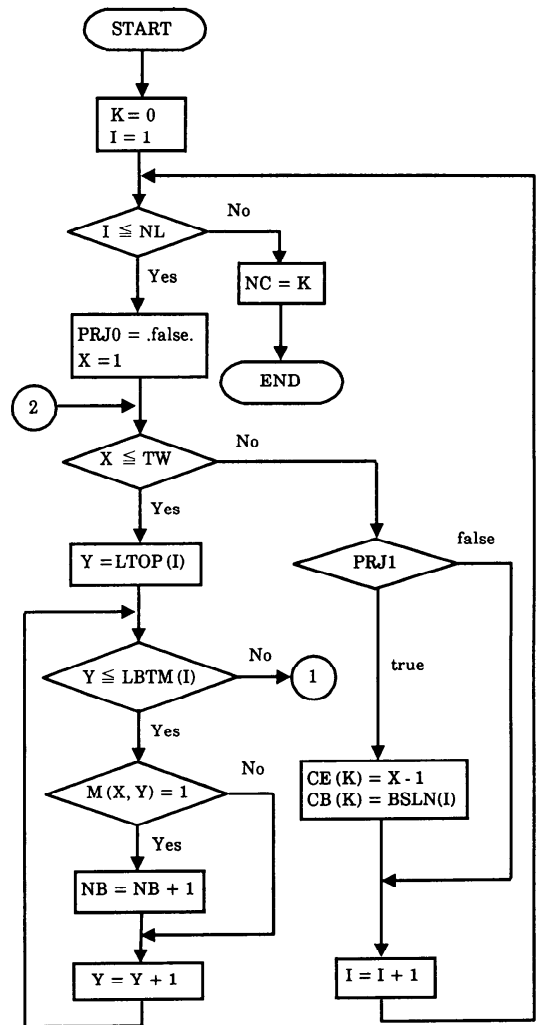 START
K = 0
I = 1
I ≦ NL
No
Yes
NC = K
PRJ0 = .false.
X = 1
END
2
X ≦ TW
No
Yes
Y = LTOP (I)
PRJ1
false
true
Y ≦ LBTM (I)
No
1
Yes
M (X, Y) = 1
No
Yes
CE (K) = X - 1
CB (K) = BSLN(I)
NB = NB + 1
Y = Y + 1
I = I + 1